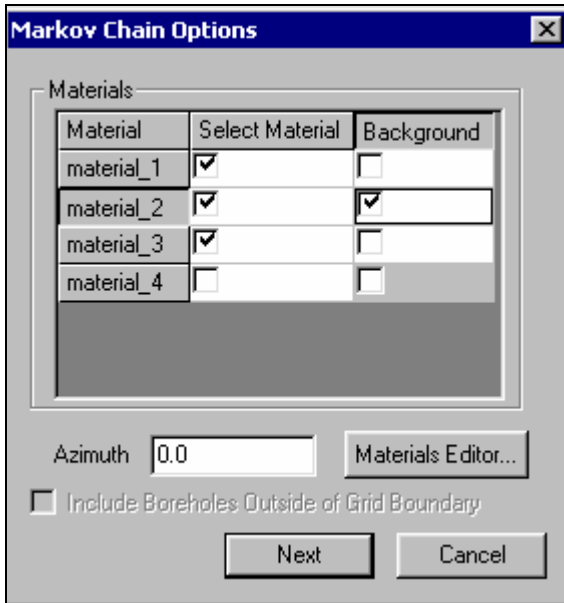 Markov Chain Options
Materials
Material Select Material Background
material_1
material_2
material_3
material_4
Azimuth 0.0 Materials Editor...
Include Boreholes Outside of Grid Boundary
Next Cancel